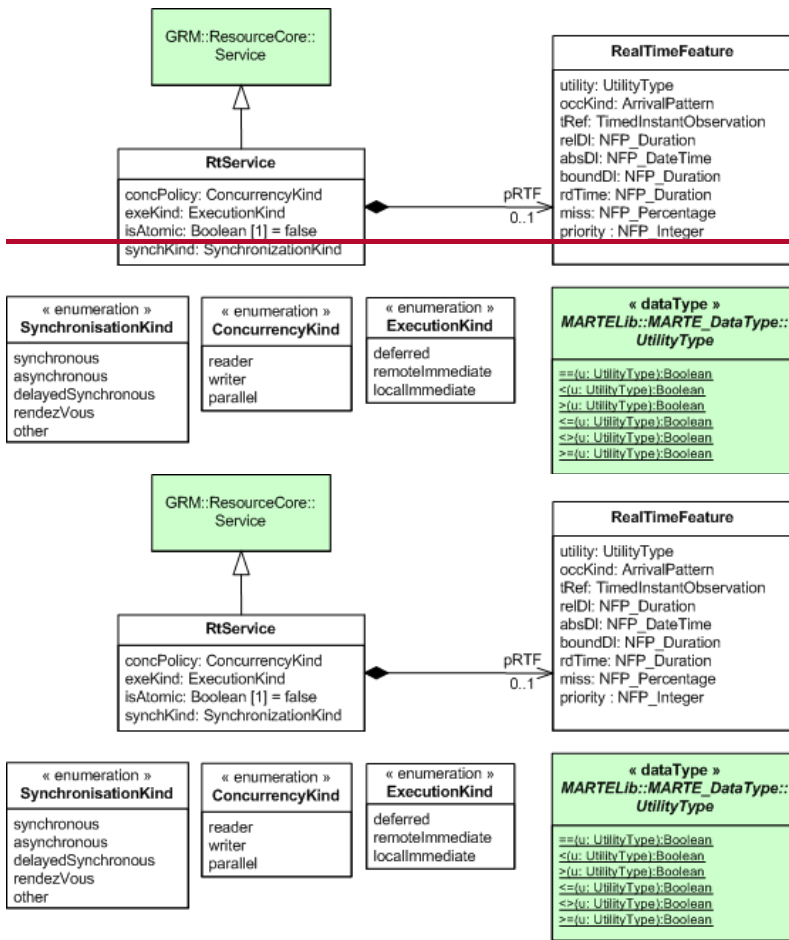 GRM::ResourceCore::
Service
RealTimeFeature
utility: UtilityType
occKind: ArrivalPattern
tRef: TimedInstantObservation
relDl: NFP_Duration
absDl: NFP_DateTime
boundDl: NFP_Duration
rdTime: NFP_Duration
miss: NFP_Percentage
priority : NFP_Integer
RtService
concPolicy: ConcurrencyKind
exeKind: ExecutionKind
isAtomic: Boolean [1] = false
synchKind: SynchronizationKind
pRTF
0..1
« enumeration »
SynchronisationKind
synchronous
asynchronous
delayedSynchronous
rendezVous
other
« enumeration »
ConcurrencyKind
reader
writer
parallel
« enumeration »
ExecutionKind
deferred
remoteImmediate
localImmediate
« dataType »
MARTELib::MARTE_DataType::
UtilityType
==(u: UtilityType):Boolean
<(u: UtilityType):Boolean
>(u: UtilityType):Boolean
<=(u: UtilityType):Boolean
<>(u: UtilityType):Boolean
>=(u: UtilityType):Boolean
GRM::ResourceCore::
Service
RealTimeFeature
utility: UtilityType
occKind: ArrivalPattern
tRef: TimedInstantObservation
relDl: NFP_Duration
absDl: NFP_DateTime
boundDl: NFP_Duration
rdTime: NFP_Duration
miss: NFP_Percentage
priority : NFP_Integer
RtService
concPolicy: ConcurrencyKind
exeKind: ExecutionKind
isAtomic: Boolean [1] = false
synchKind: SynchronizationKind
pRTF
0..1
« enumeration »
SynchronisationKind
synchronous
asynchronous
delayedSynchronous
rendezVous
other
« enumeration »
ConcurrencyKind
reader
writer
parallel
« enumeration »
ExecutionKind
deferred
remoteImmediate
localImmediate
« dataType »
MARTELib::MARTE_DataType::
UtilityType
==(u: UtilityType):Boolean
<(u: UtilityType):Boolean
>(u: UtilityType):Boolean
<=(u: UtilityType):Boolean
<>(u: UtilityType):Boolean
>=(u: UtilityType):Boolean